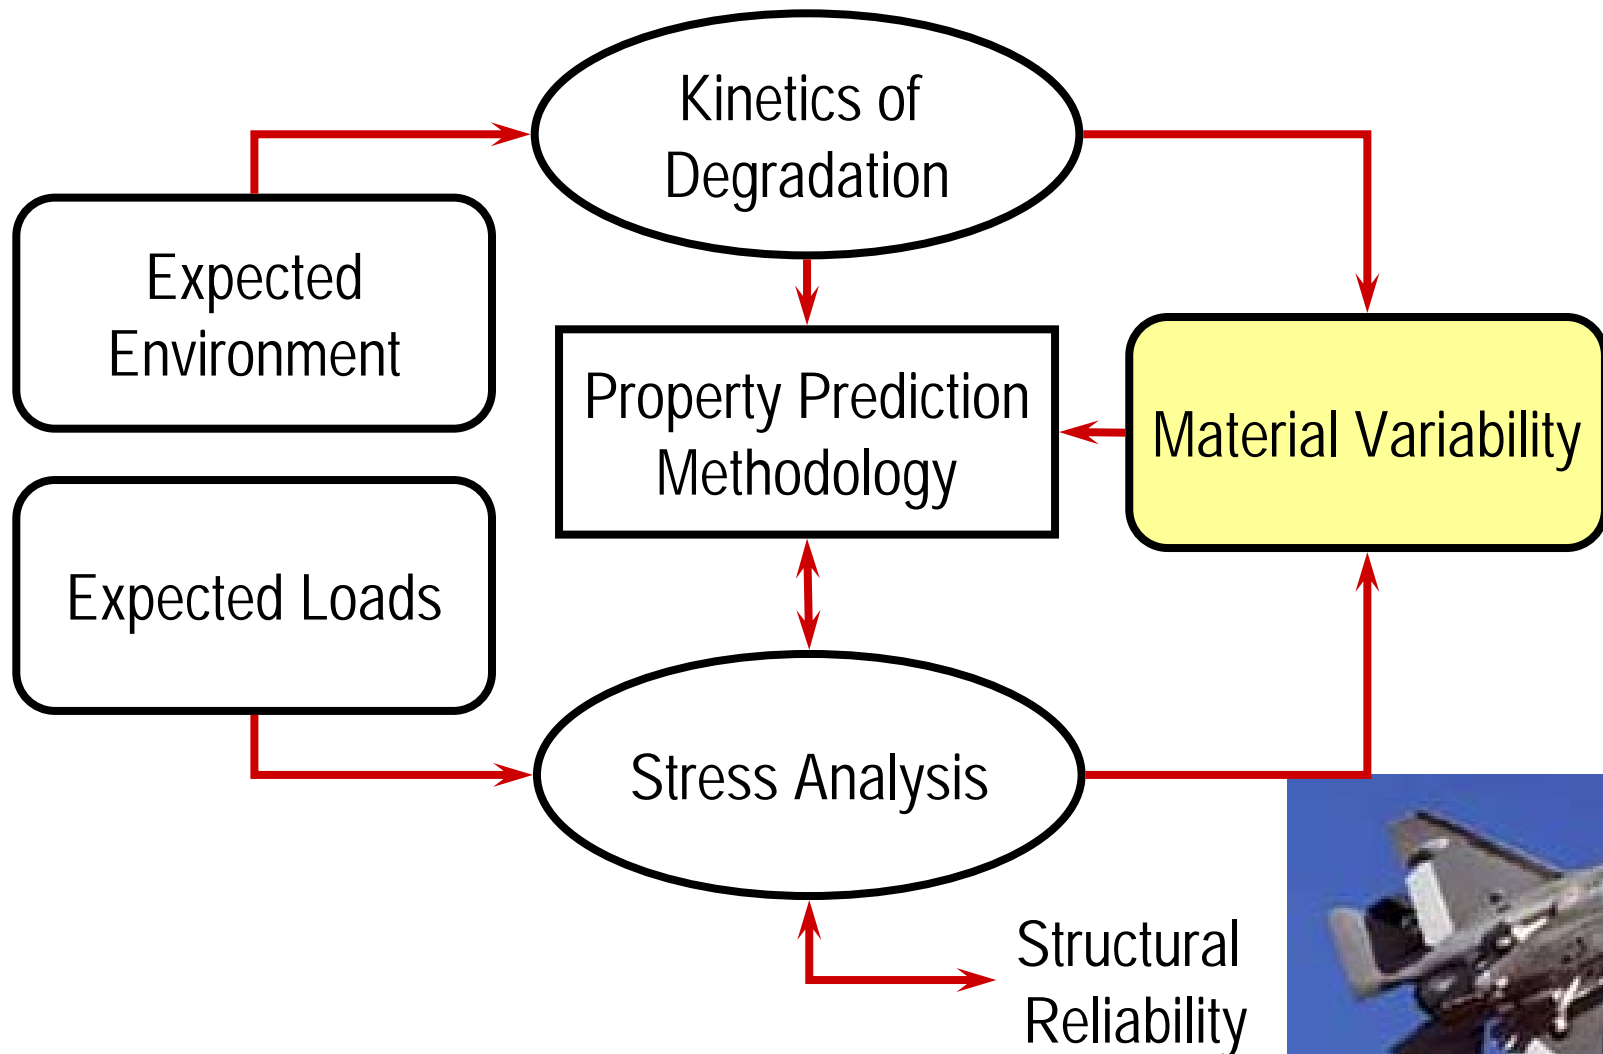 Kinetics of
Degradation
Expected
Environment
Property Prediction
Methodology
Material Variability
Expected Loads
Stress Analysis
Structural
Reliability